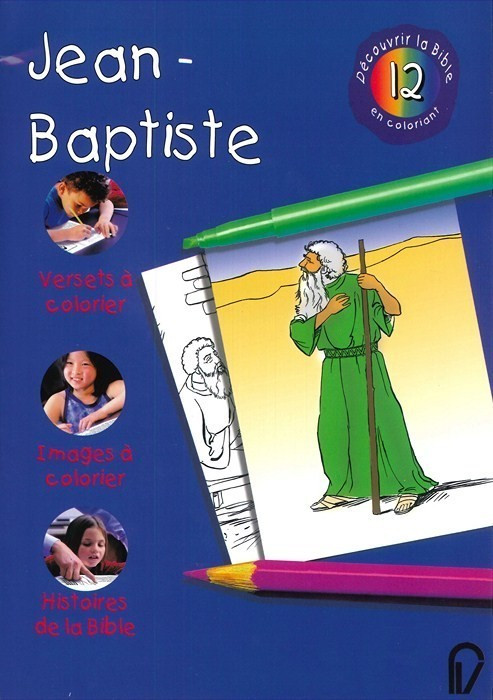 Jean -
Baptiste
Découvrir la Bible
12
en coloriant
Versets à
colorier
Images à
colorier
Histoires
de la Bible